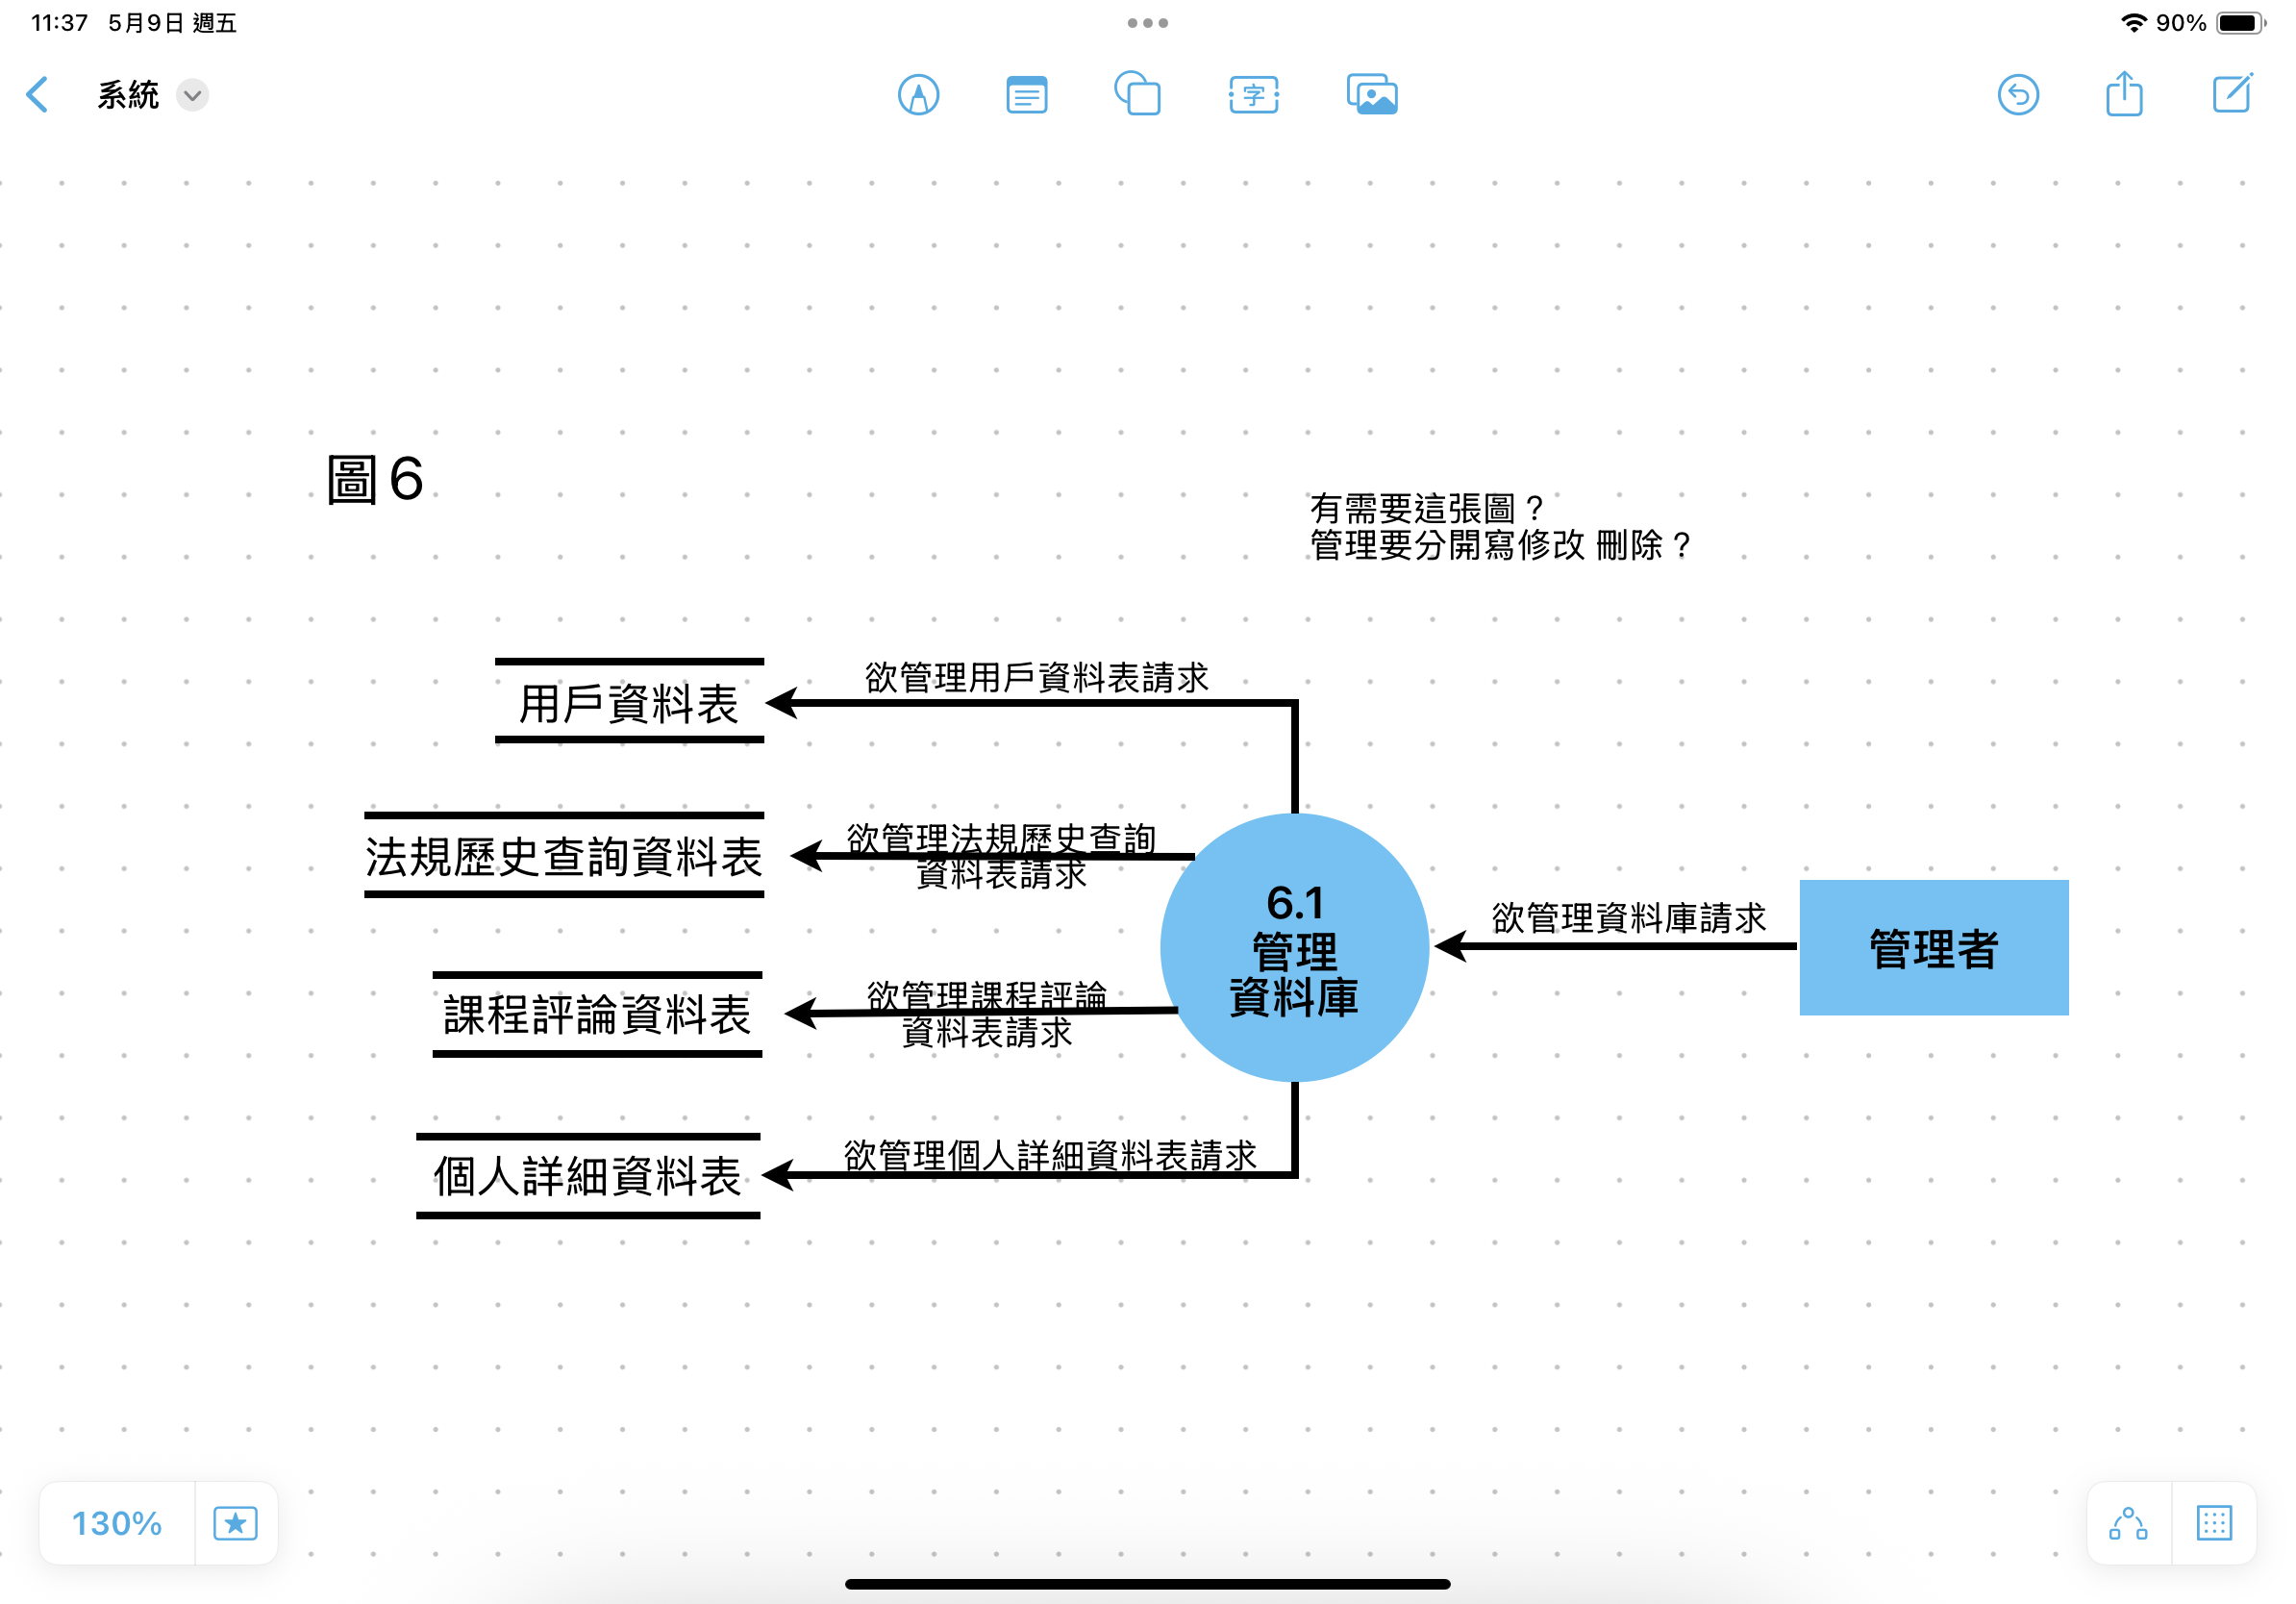 11:37 5月9日 週五
90%
系統
字
圖6
有需要這張圖？
管理要分開寫修改 刪除？
用戶資料表
欲管理用戶資料表請求
法規歷史查詢資料表
欲管理法規歷史查詢
資料表請求
6.1
管理
資料庫
欲管理資料庫請求
管理者
課程評論資料表
欲管理課程評論
資料表請求
個人詳細資料表
欲管理個人詳細資料表請求
130%